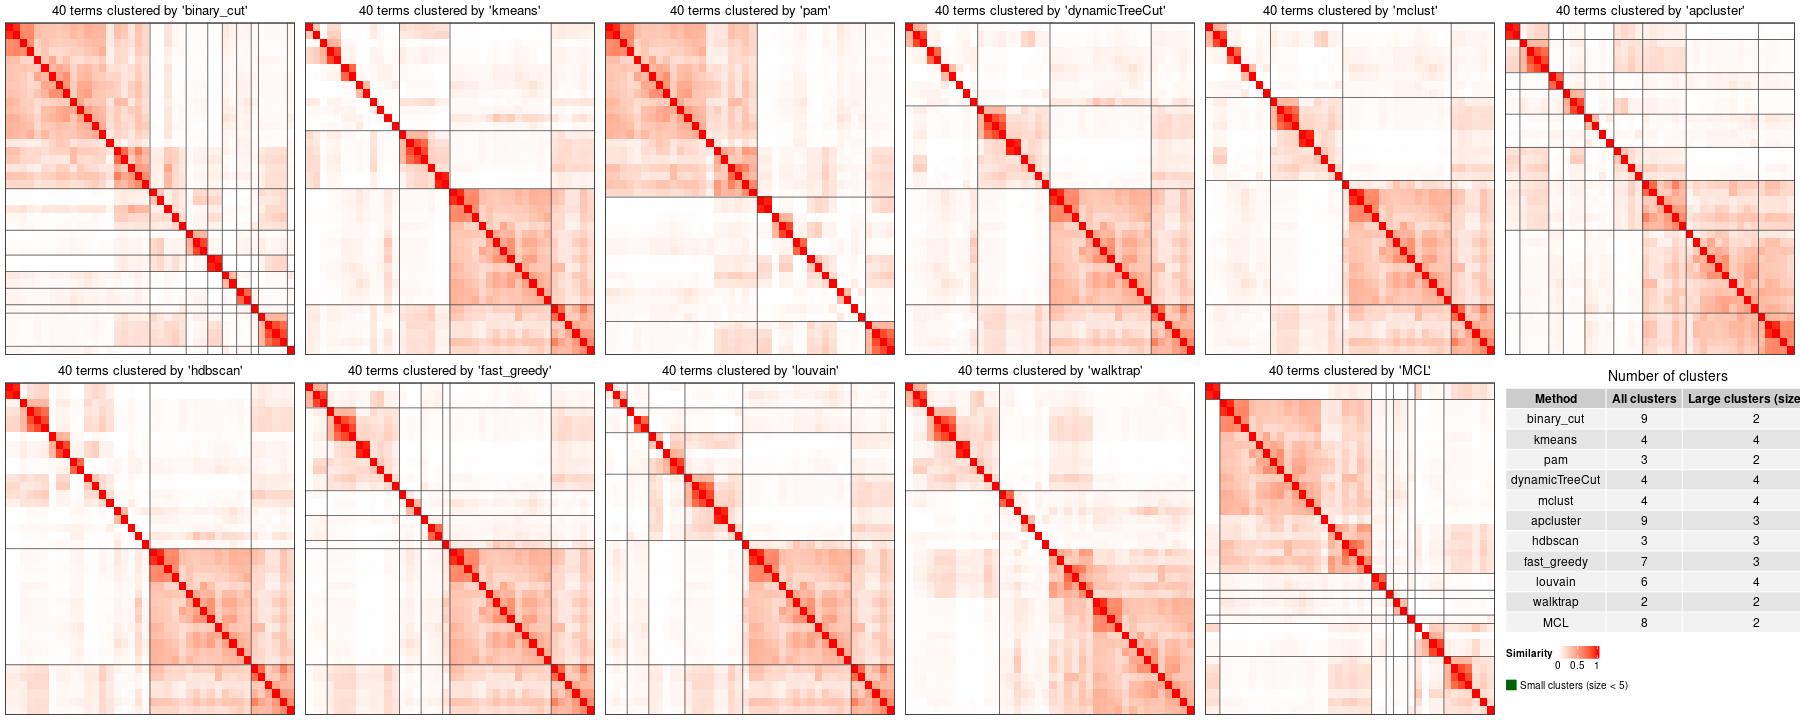 40 terms clustered by 'binary_cut'
40 terms clustered by 'kmeans'
40 terms clustered by 'pam'
40 terms clustered by 'dynamicTreeCut'
40 terms clustered by 'mclust'
40 terms clustered by 'apcluster'
40 terms clustered by 'hdbscan'
40 terms clustered by 'fast_greedy'
40 terms clustered by 'louvain'
40 terms clustered by 'walktrap'
40 terms clustered by 'MCL'
Number of clusters
Method All clusters Large clusters (size
binary_cut 9 2
kmeans 4 4
pam 3 2
dynamicTreeCut 4 4
mclust 4 4
apcluster 9 3
hdbscan 3 3
fast_greedy 7 3
louvain 6 4
walktrap 2 2
MCL 8 2
Similarity
0 0.5 1
Small clusters (size < 5)